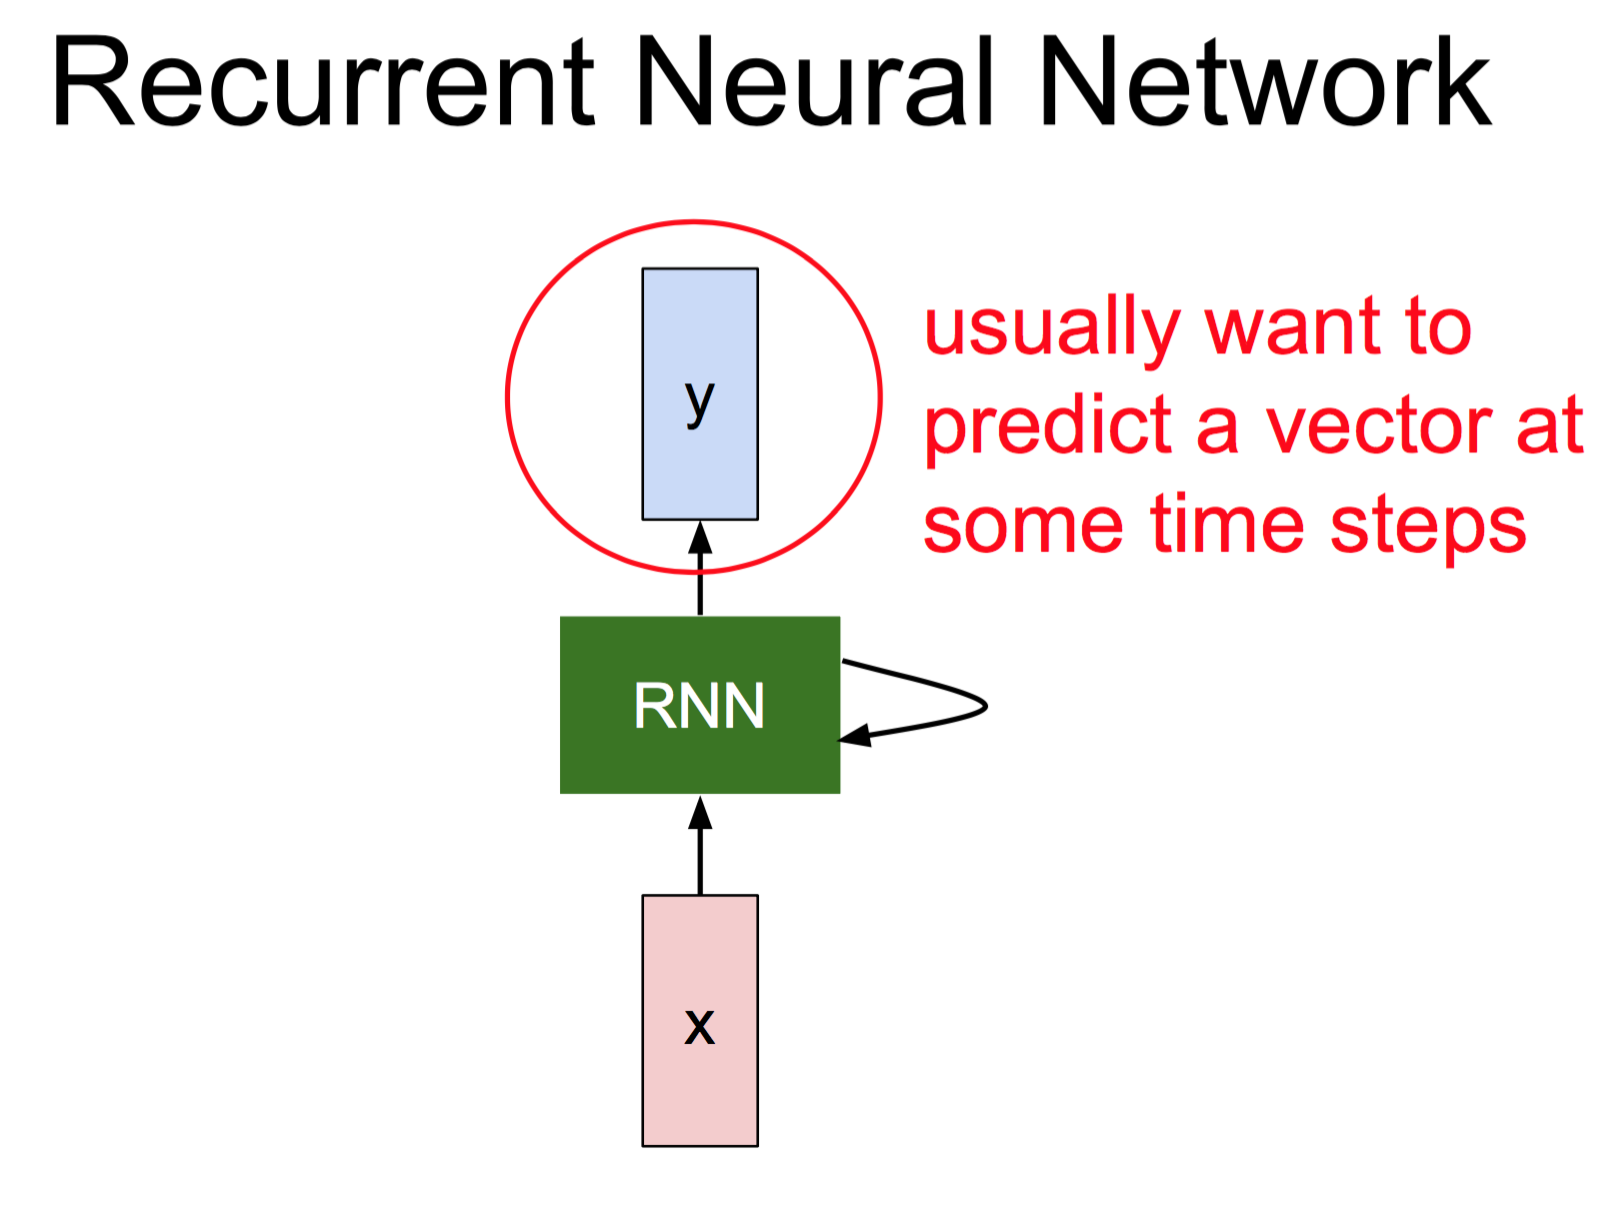 Recurrent Neural Network
y
usually want to
predict a vector at
some time steps
RNN
x